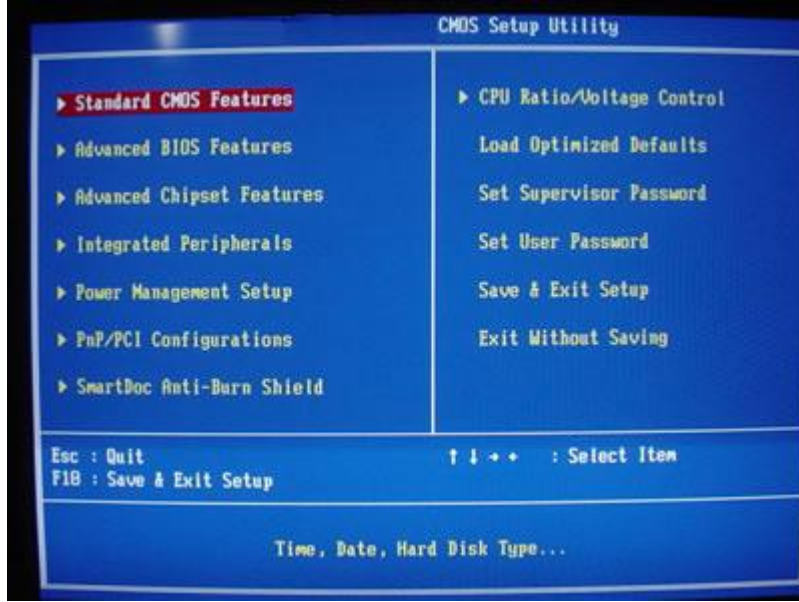 CMOS Setup Utility
▶ Standard CMOS Features
▶ Advanced BIOS Features
▶ Advanced Chipset Features
▶ Integrated Peripherals
▶ Power Management Setup
▶ PnP/PCI Configurations
▶ SmartDoc Anti-Burn Shield
▶ CPU Ratio/Voltage Control
Load Optimized Defaults
Set Supervisor Password
Set User Password
Save & Exit Setup
Exit Without Saving
Esc : Quit
F10 : Save & Exit Setup
↑ ↓ → ← : Select Item
Time, Date, Hard Disk Type...